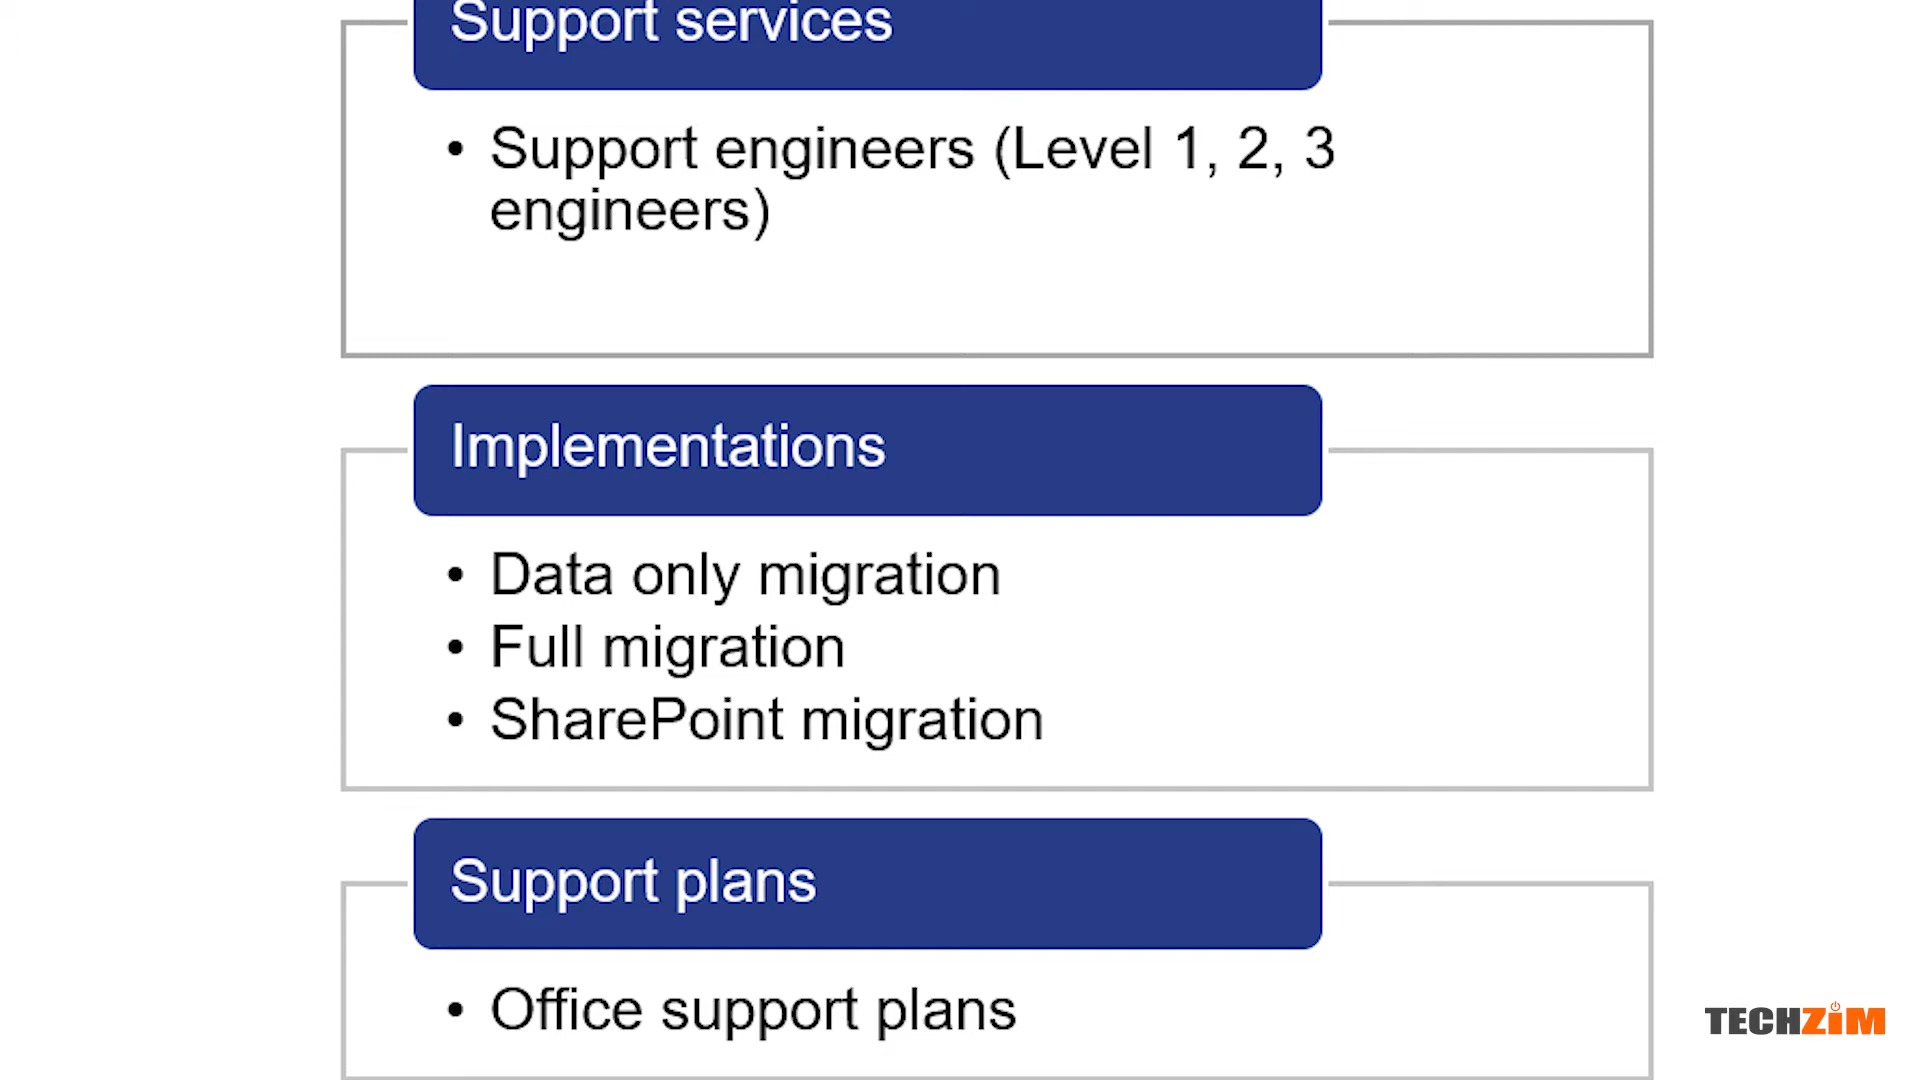 Support services
• Support engineers (Level 1, 2, 3
engineers)
Implementations
• Data only migration
• Full migration
• SharePoint migration
Support plans
• Office support plans
TECHZiM